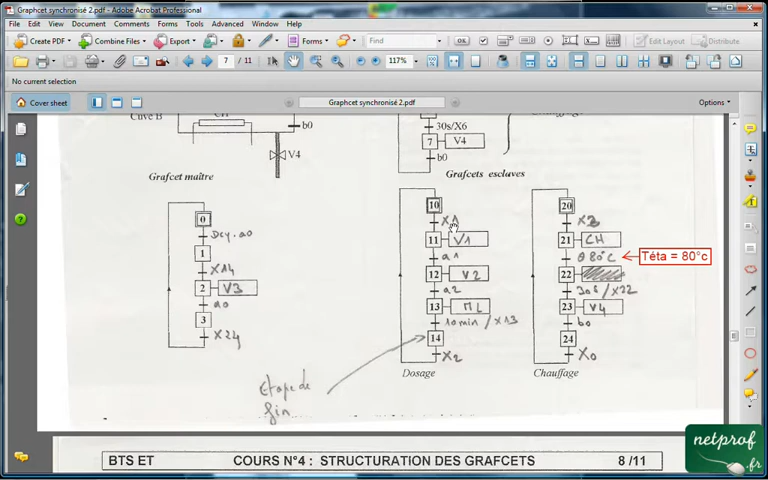 Graphcet synchronisé 2.pdf - Adobe Acrobat Professional
File Edit View Document Comments Forms Tools Advanced Window Help
Create PDF Combine Files Export Forms Find OK Edit Layout Distribute
7 / 11 117%
No current selection
Cover sheet Graphcet synchronisé 2.pdf Options
Cuve B
b0
V4
30s/X6
7 V4
b0
Grafcet maître
Grafcets esclaves
0
Dcy.a0
1
X14
2 V3
a0
3
X24
10
X1
11 V1
a1
12 V2
a2
13 ML
10min /X13
14
X2
Dosage
20
21 CH
θ80°C
Téta = 80°c
22
30s/X22
23 V4
b0
24
X0
Chauffage
Etape de
fin
BTS ET COURS N°4 : STRUCTURATION DES GRAFCETS 8 /11
netprof
.fr